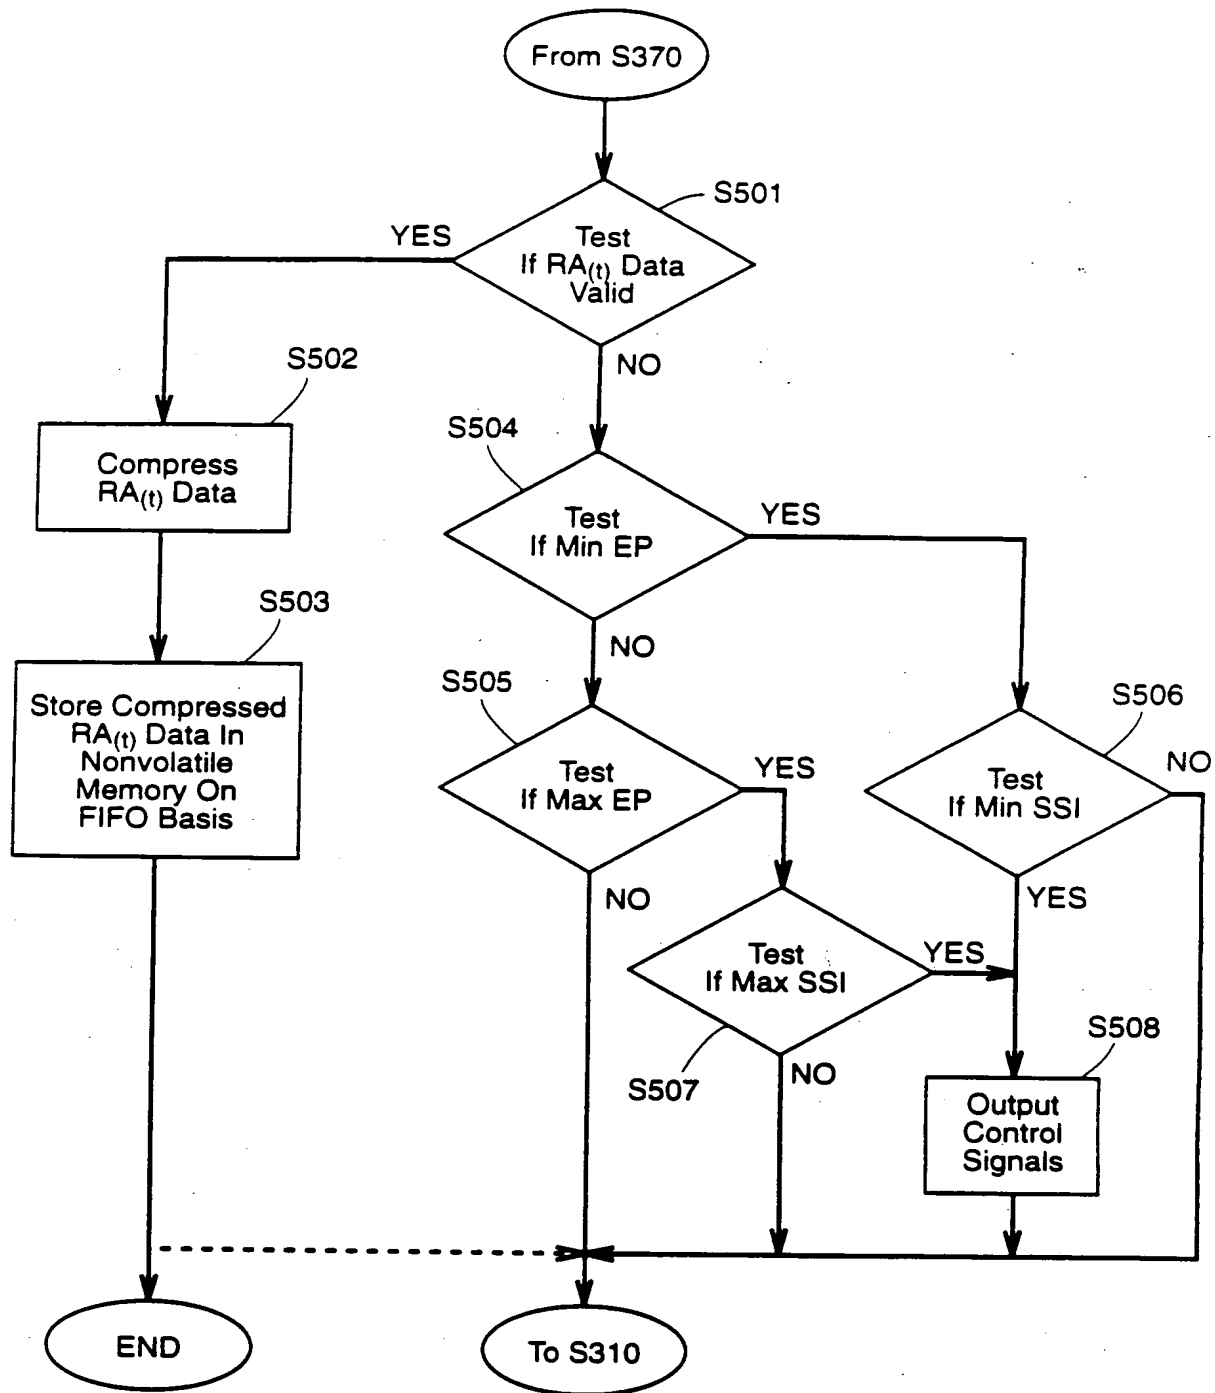 From S370
S501
YES
Test
If RA(t) Data
Valid
NO
S502
Compress
RA(t) Data
S504
Test
If Min EP
YES
NO
S503
Store Compressed
RA(t) Data In
Nonvolatile
Memory On
FIFO Basis
S505
Test
If Max EP
YES
NO
S506
Test
If Min SSI
NO
YES
Test
If Max SSI
YES
S507
NO
S508
Output
Control
Signals
END
To S310